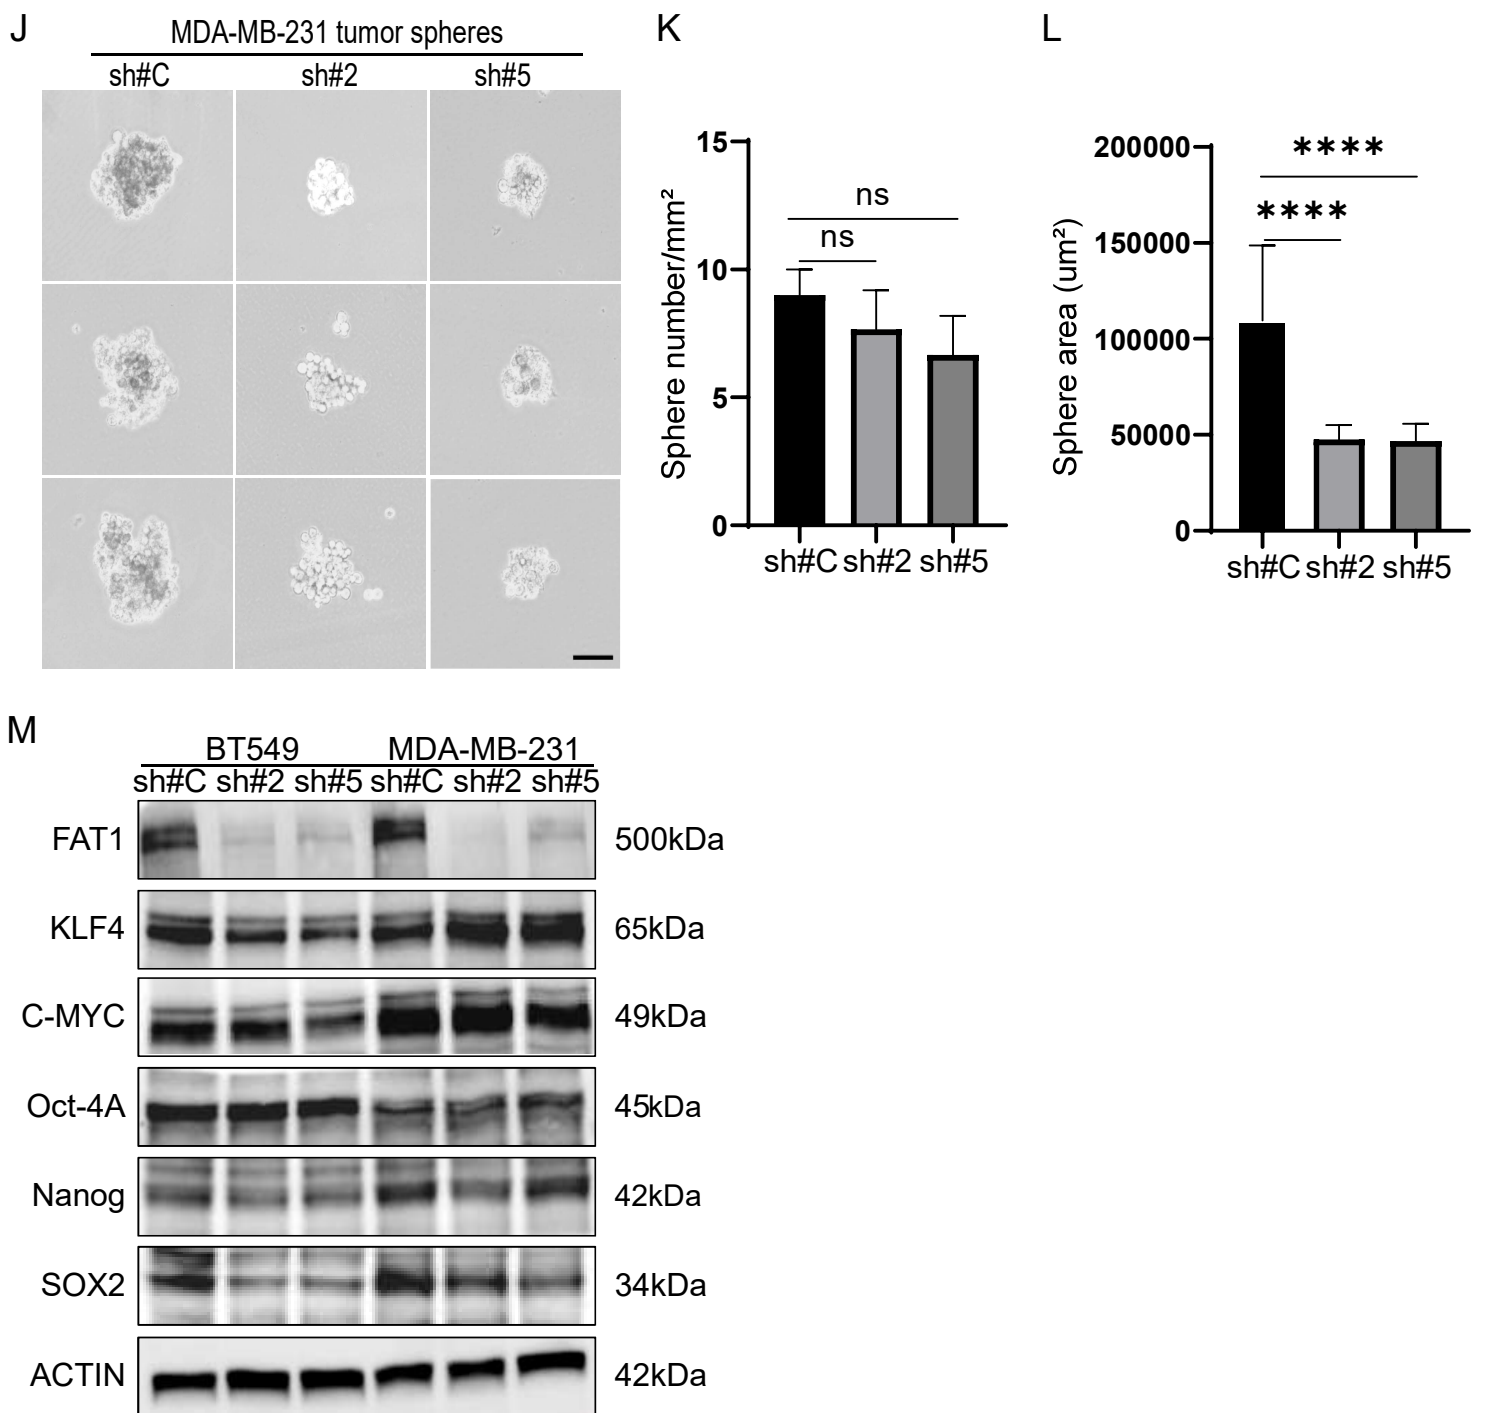 J
MDA-MB-231 tumor spheres
sh#C sh#2 sh#5
K
Sphere number/mm²
15
10
5
0
ns
ns
sh#C sh#2 sh#5
L
Sphere area (um²)
200000
150000
100000
50000
0
****
****
sh#C sh#2 sh#5
M
BT549 MDA-MB-231
sh#C sh#2 sh#5 sh#C sh#2 sh#5
FAT1 500kDa
KLF4 65kDa
C-MYC 49kDa
Oct-4A 45kDa
Nanog 42kDa
SOX2 34kDa
ACTIN 42kDa